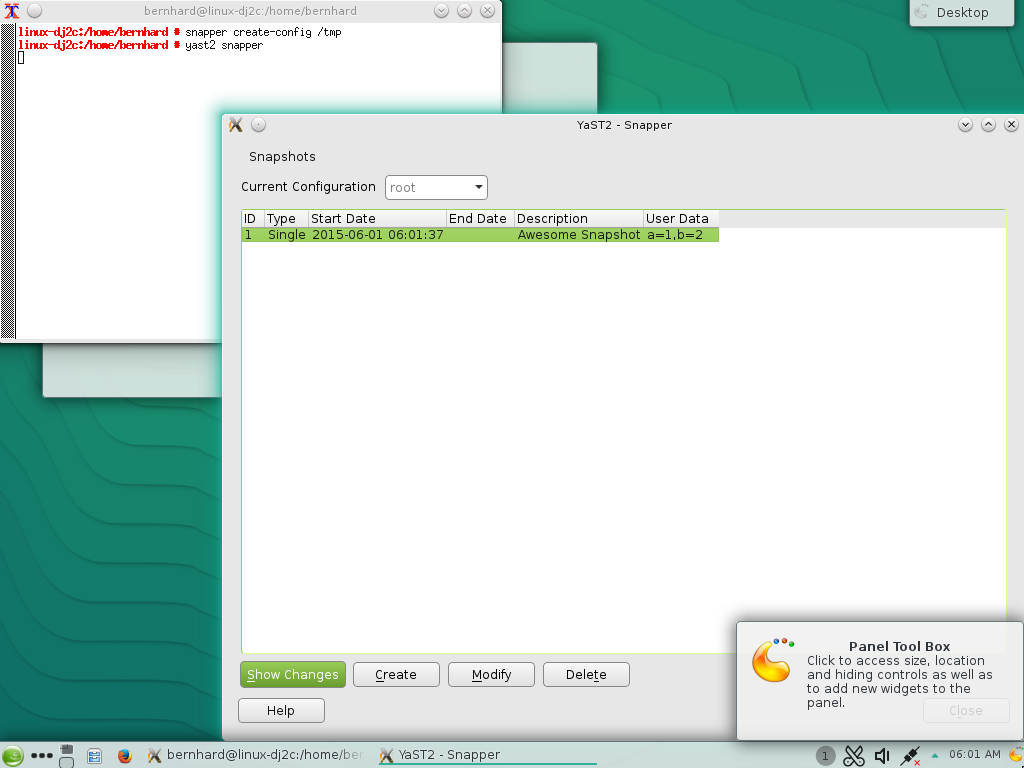 bernhard@linux-dj2c:/home/bernhard
Desktop
linux-dj2c:/home/bernhard # snapper create-config /tmp
linux-dj2c:/home/bernhard # yast2 snapper
YaST2 - Snapper
Snapshots
Current Configuration root
ID Type Start Date End Date Description User Data
1 Single 2015-06-01 06:01:37 Awesome Snapshot a=1,b=2
Show Changes Create Modify Delete
Help
Panel Tool Box
Click to access size, location
and hiding controls as well as
to add new widgets to the
panel.
Close
bernhard@linux-dj2c:/home/be YaST2 - Snapper 1 06:01 AM